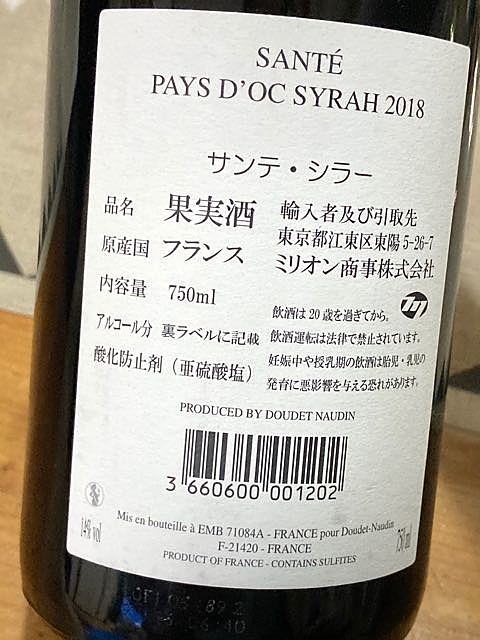 SANTÉ
PAYS D'OC SYRAH 2018
サンテ・シラー
品名 果実酒
原産国 フランス
内容量 750ml
アルコール分 裏ラベルに記載
酸化防止剤（亜硫酸塩）
輸入者及び引取先
東京都江東区東陽5-26-7
ミリオン商事株式会社
飲酒は20歳を過ぎてから。
飲酒運転は法律で禁止されています。
妊娠中や授乳期の飲酒は胎児・乳児の
発育に悪影響を与える恐れがあります。
PRODUCED BY DOUDET NAUDIN
3 660600 001202
14% vol
Mis en bouteille à EMB 71084A - FRANCE pour Doudet-Naudin
F-21420 - FRANCE
PRODUCT OF FRANCE - CONTAINS SULFITES
750 ml